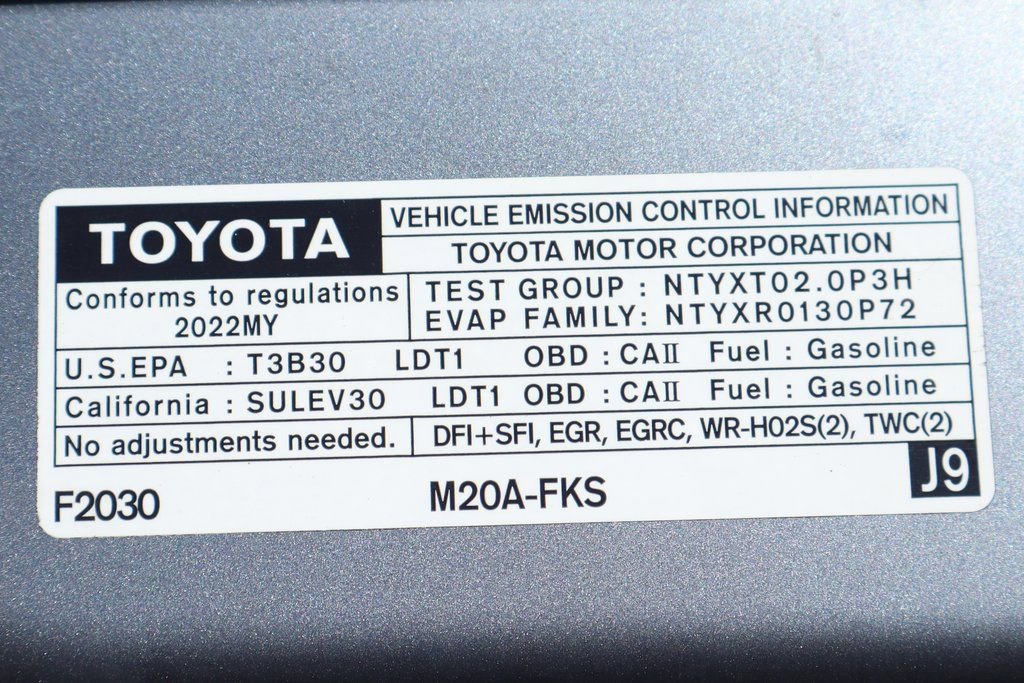 TOYOTA
VEHICLE EMISSION CONTROL INFORMATION
TOYOTA MOTOR CORPORATION
Conforms to regulations
2022MY
TEST GROUP : NTYXT02.0P3H
EVAP FAMILY: NTYXR0130P72
U.S.EPA : T3B30 LDT1 OBD : CAⅡ Fuel : Gasoline
California : SULEV30 LDT1 OBD : CAⅡ Fuel : Gasoline
No adjustments needed. DFI+SFI, EGR, EGRC, WR-HO2S(2), TWC(2)
J9
F2030 M20A-FKS